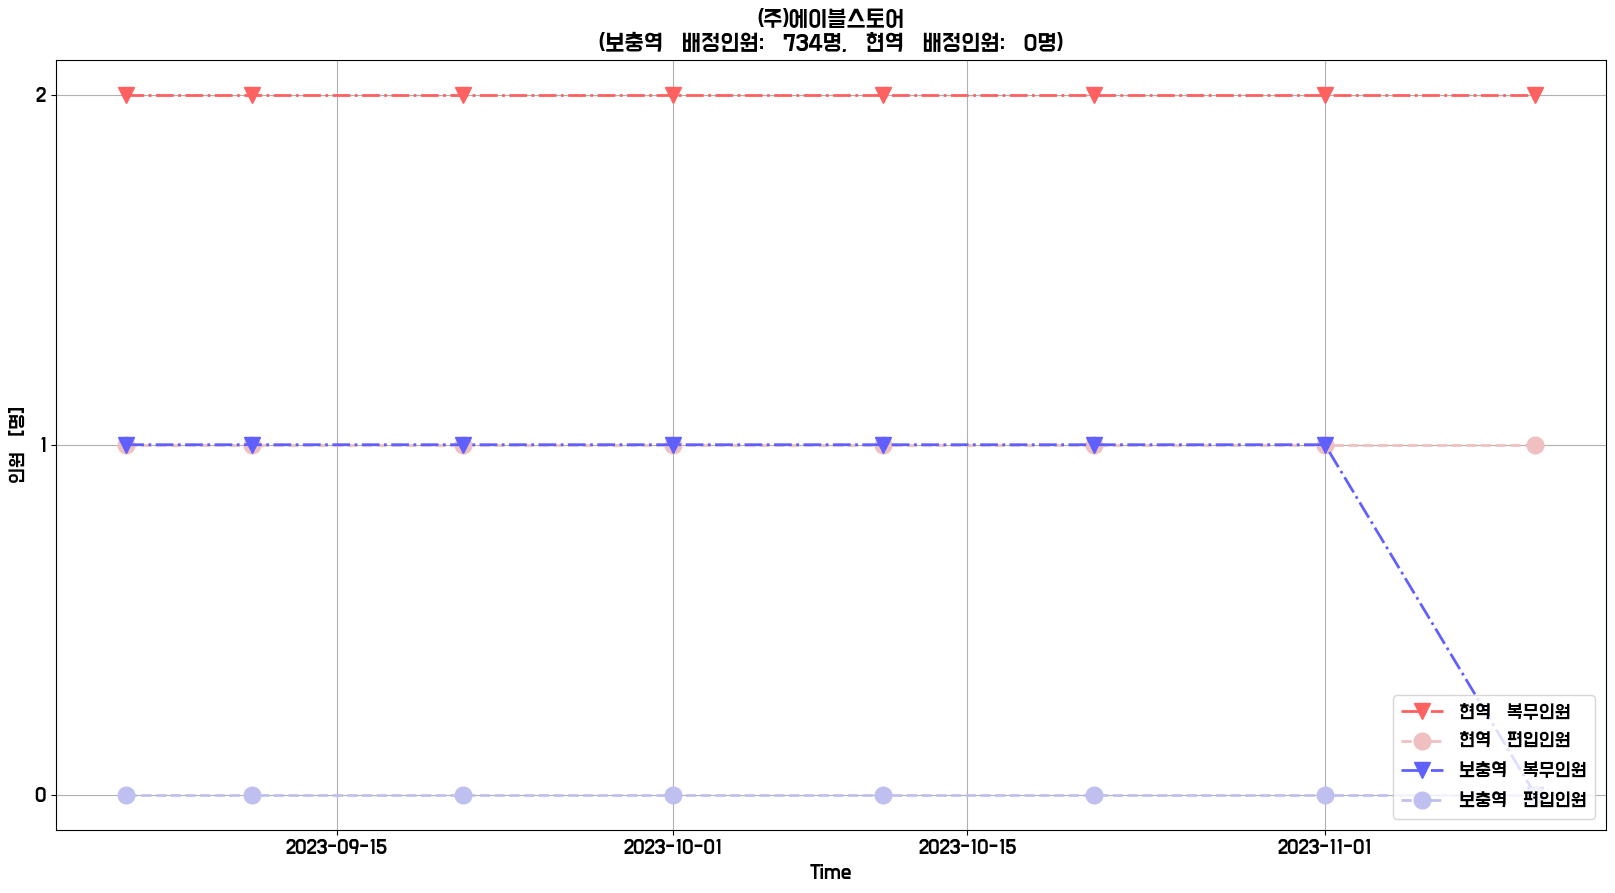 (주)에이블스토어
(보충역 배정인원: 734명, 현역 배정인원: 0명)
2
1
0
인원 [명]
2023-09-15
2023-10-01
2023-10-15
2023-11-01
Time
현역 복무인원
현역 편입인원
보충역 복무인원
보충역 편입인원